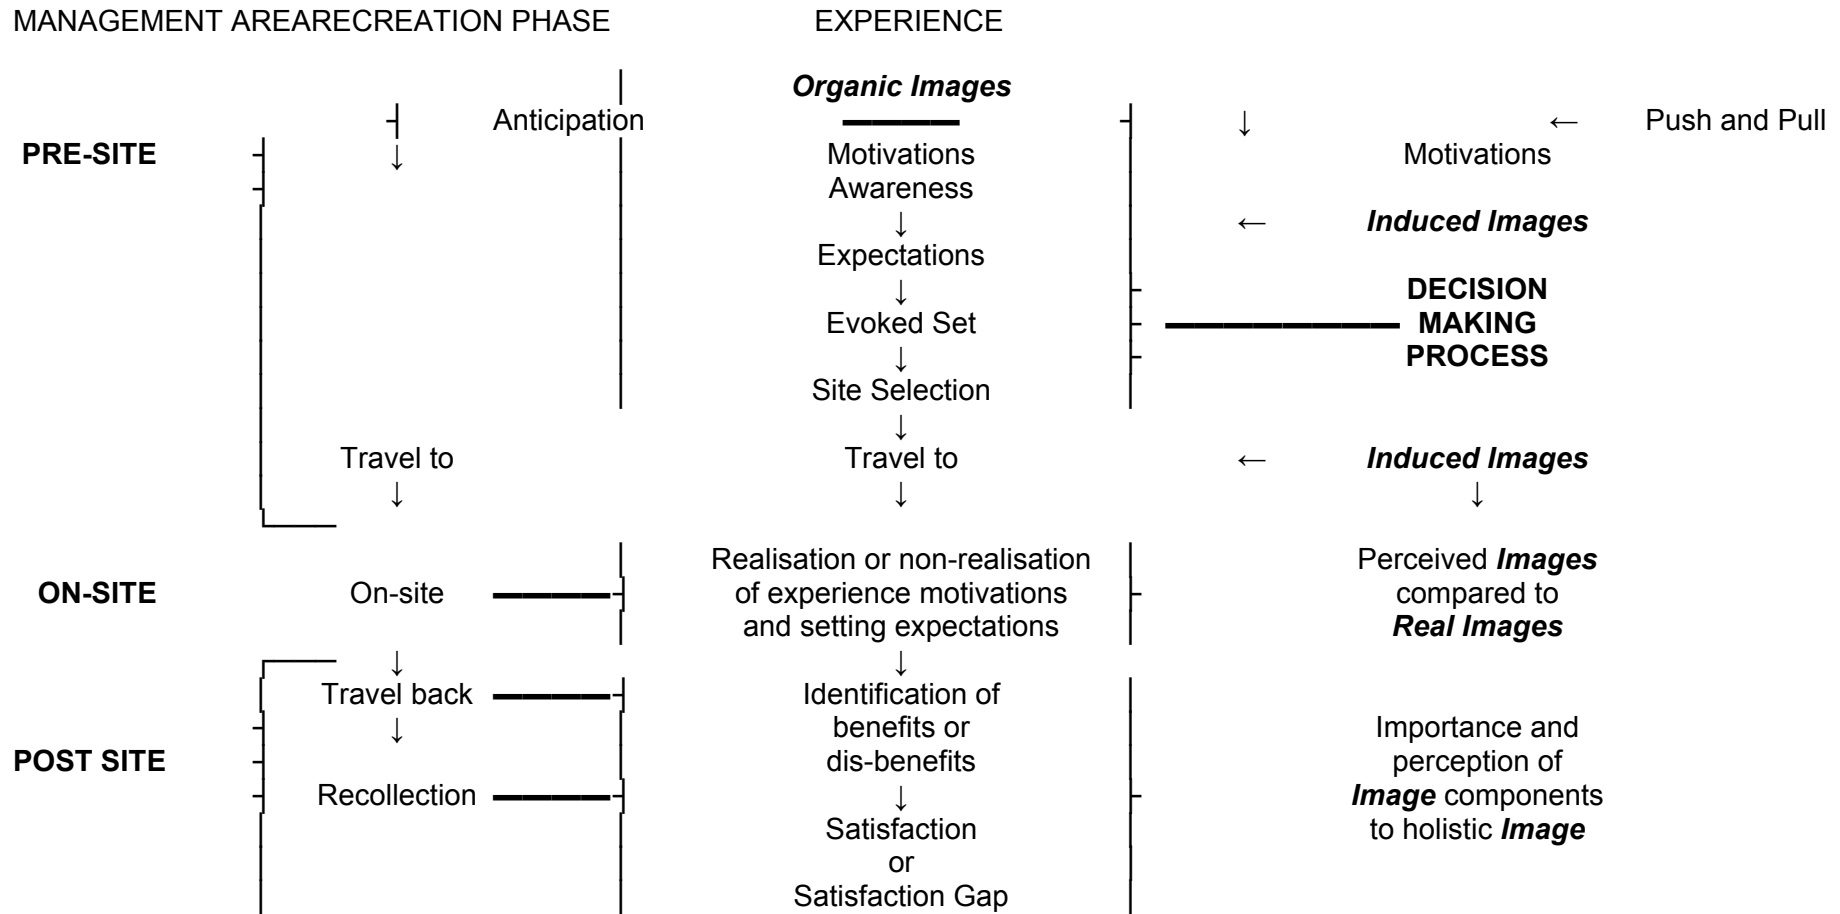 MANAGEMENT AREARECREATION PHASE EXPERIENCE
Organic Images
Anticipation ↓ ← Push and Pull
PRE-SITE ↓ Motivations Motivations
Awareness
↓ ← Induced Images
Expectations
↓ DECISION
Evoked Set MAKING
↓ PROCESS
Site Selection
↓
Travel to Travel to ← Induced Images
↓ ↓ ↓
Realisation or non-realisation Perceived Images
ON-SITE On-site of experience motivations compared to
and setting expectations Real Images
↓ ↓
Travel back Identification of
↓ benefits or Importance and
POST SITE dis-benefits perception of
Recollection ↓ Image components
Satisfaction to holistic Image
or
Satisfaction Gap